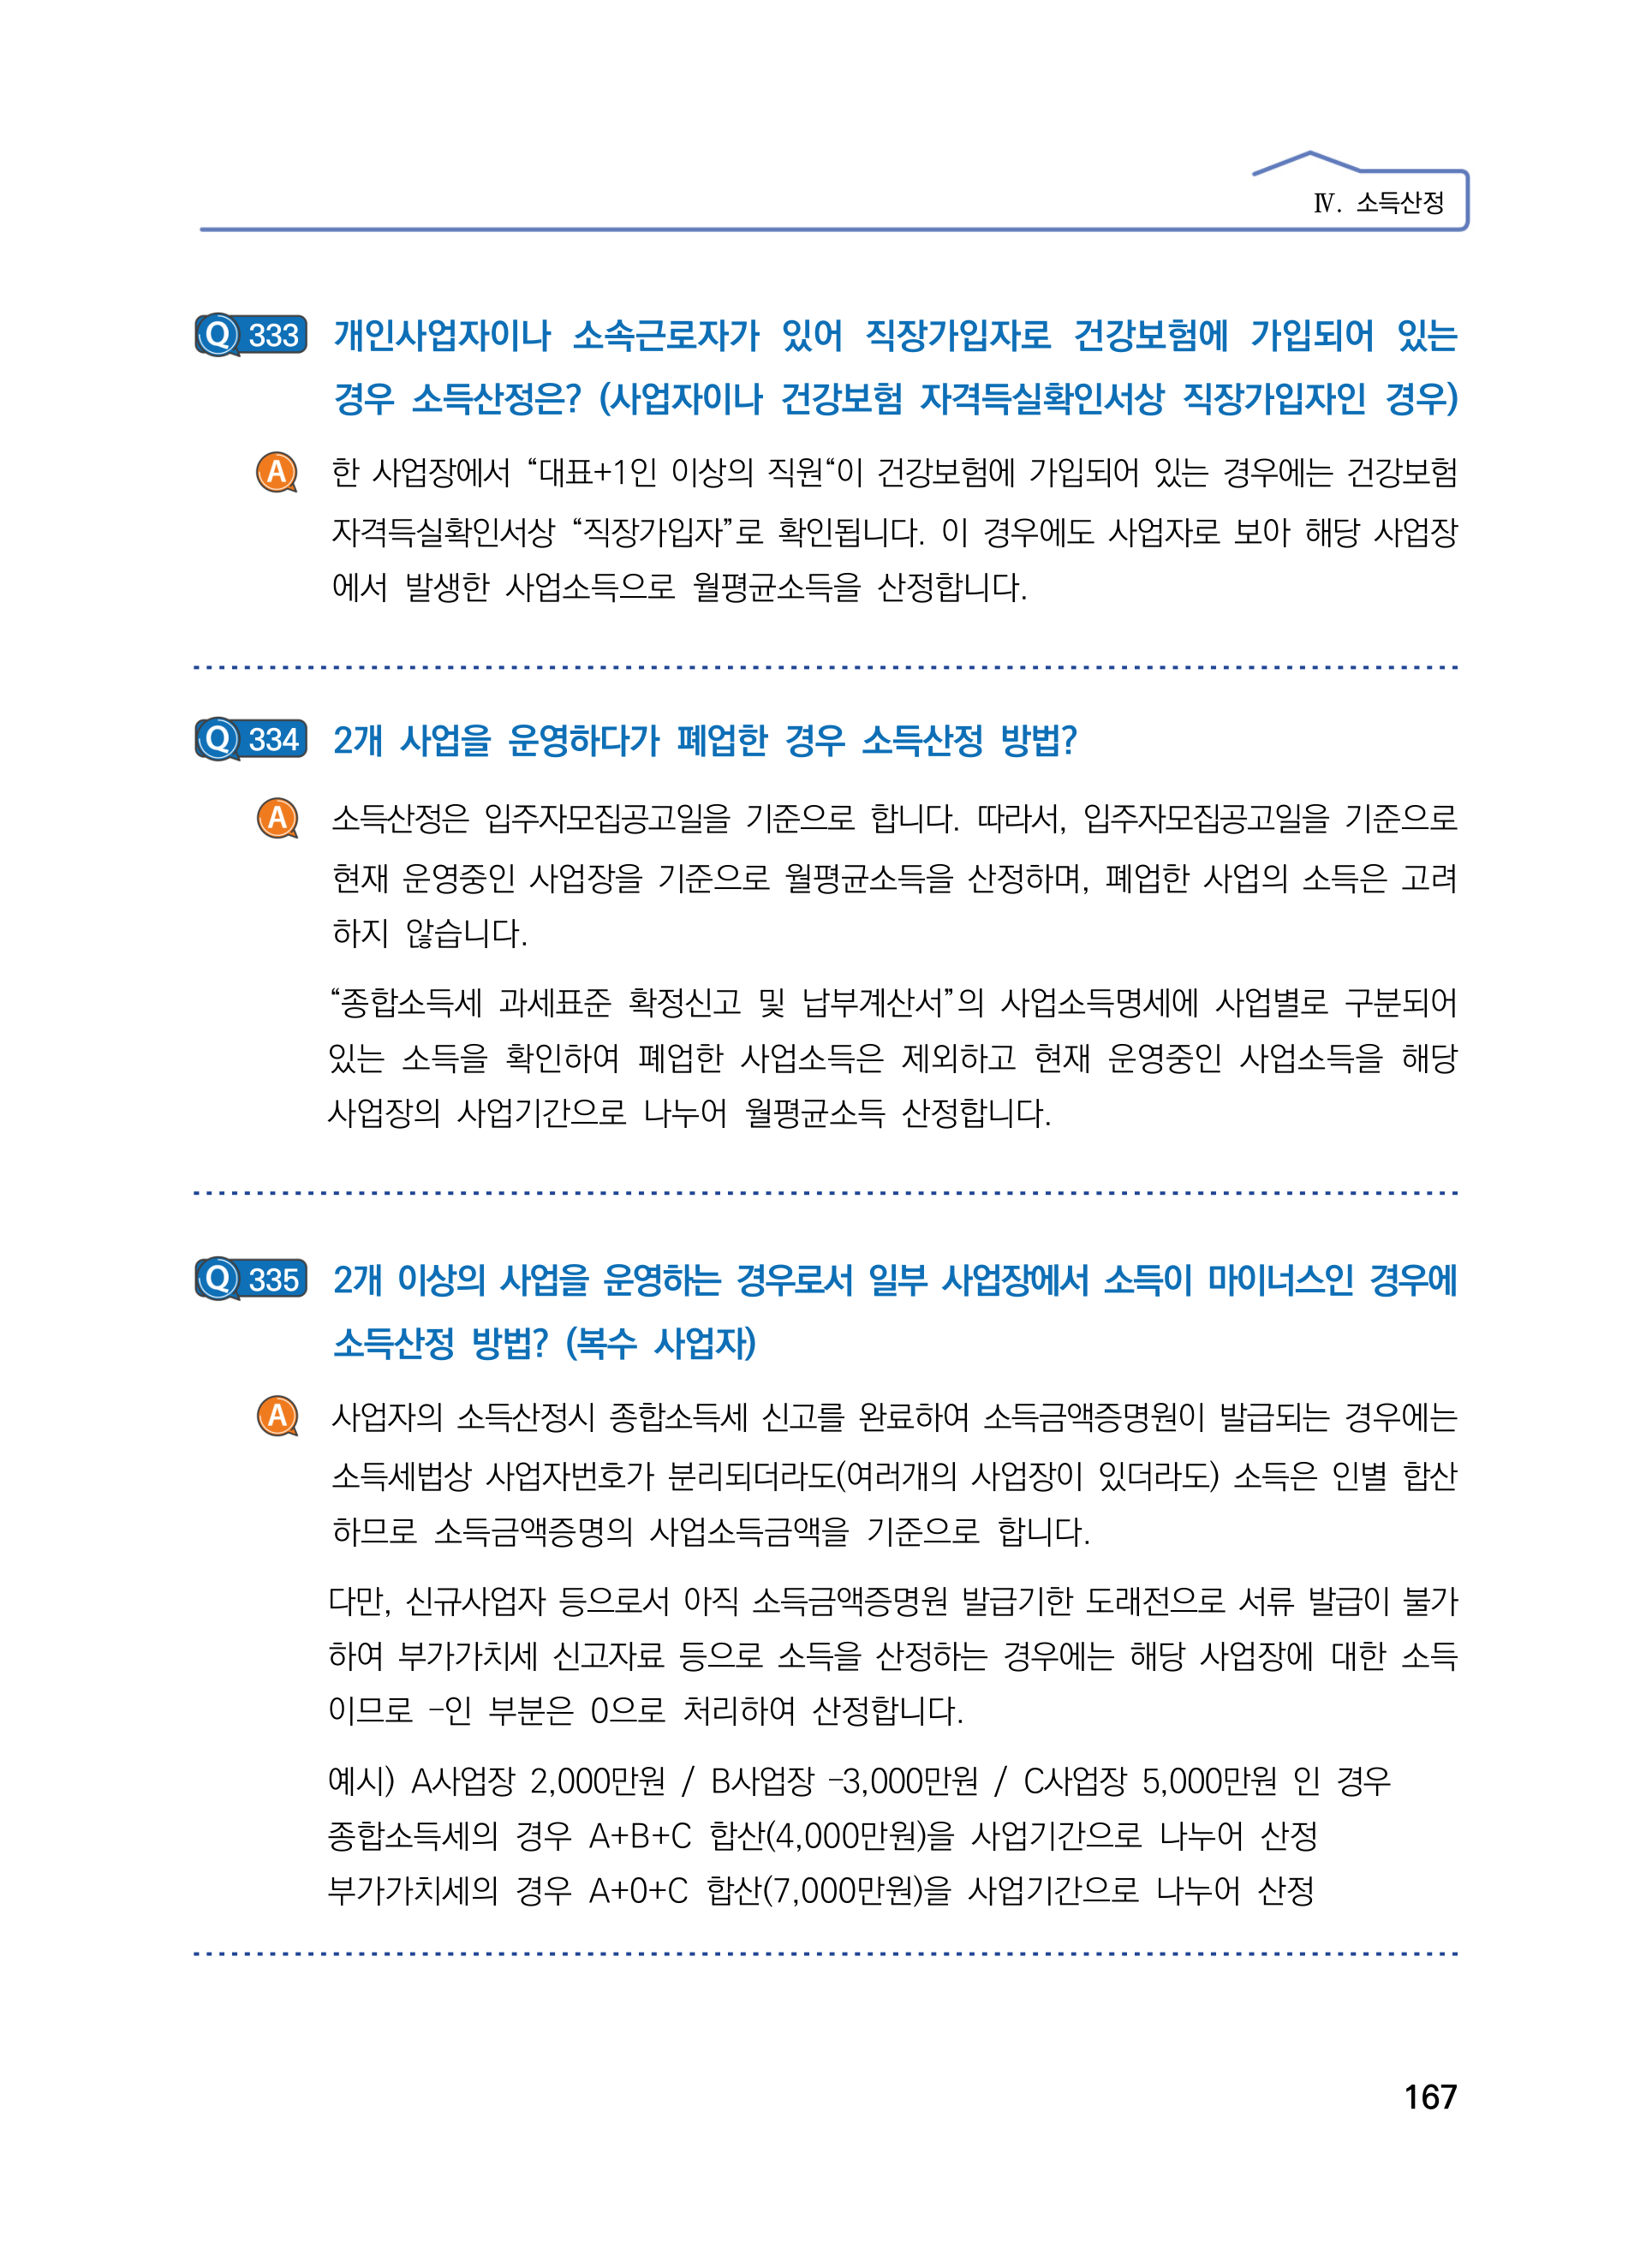 Ⅳ. 소득산정
Q 333 개인사업자이나 소속근로자가 있어 직장가입자로 건강보험에 가입되어 있는
경우 소득산정은? (사업자이나 건강보험 자격득실확인서상 직장가입자인 경우)
A 한 사업장에서 “대표+1인 이상의 직원“이 건강보험에 가입되어 있는 경우에는 건강보험
자격득실확인서상 “직장가입자”로 확인됩니다. 이 경우에도 사업자로 보아 해당 사업장
에서 발생한 사업소득으로 월평균소득을 산정합니다.
Q 334 2개 사업을 운영하다가 폐업한 경우 소득산정 방법?
A 소득산정은 입주자모집공고일을 기준으로 합니다. 따라서, 입주자모집공고일을 기준으로
현재 운영중인 사업장을 기준으로 월평균소득을 산정하며, 폐업한 사업의 소득은 고려
하지 않습니다.
“종합소득세 과세표준 확정신고 및 납부계산서”의 사업소득명세에 사업별로 구분되어
있는 소득을 확인하여 폐업한 사업소득은 제외하고 현재 운영중인 사업소득을 해당
사업장의 사업기간으로 나누어 월평균소득 산정합니다.
Q 335 2개 이상의 사업을 운영하는 경우로서 일부 사업장에서 소득이 마이너스인 경우에
소득산정 방법? (복수 사업자)
A 사업자의 소득산정시 종합소득세 신고를 완료하여 소득금액증명원이 발급되는 경우에는
소득세법상 사업자번호가 분리되더라도(여러개의 사업장이 있더라도) 소득은 인별 합산
하므로 소득금액증명의 사업소득금액을 기준으로 합니다.
다만, 신규사업자 등으로서 아직 소득금액증명원 발급기한 도래전으로 서류 발급이 불가
하여 부가가치세 신고자료 등으로 소득을 산정하는 경우에는 해당 사업장에 대한 소득
이므로 –인 부분은 0으로 처리하여 산정합니다.
예시) A사업장 2,000만원 / B사업장 –3,000만원 / C사업장 5,000만원 인 경우
종합소득세의 경우 A+B+C 합산(4,000만원)을 사업기간으로 나누어 산정
부가가치세의 경우 A+0+C 합산(7,000만원)을 사업기간으로 나누어 산정
167